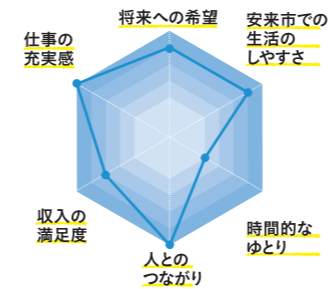 将来への希望
安来市での
生活の
しやすさ
時間的な
ゆとり
人との
つながり
収入の
満足度
仕事の
充実感